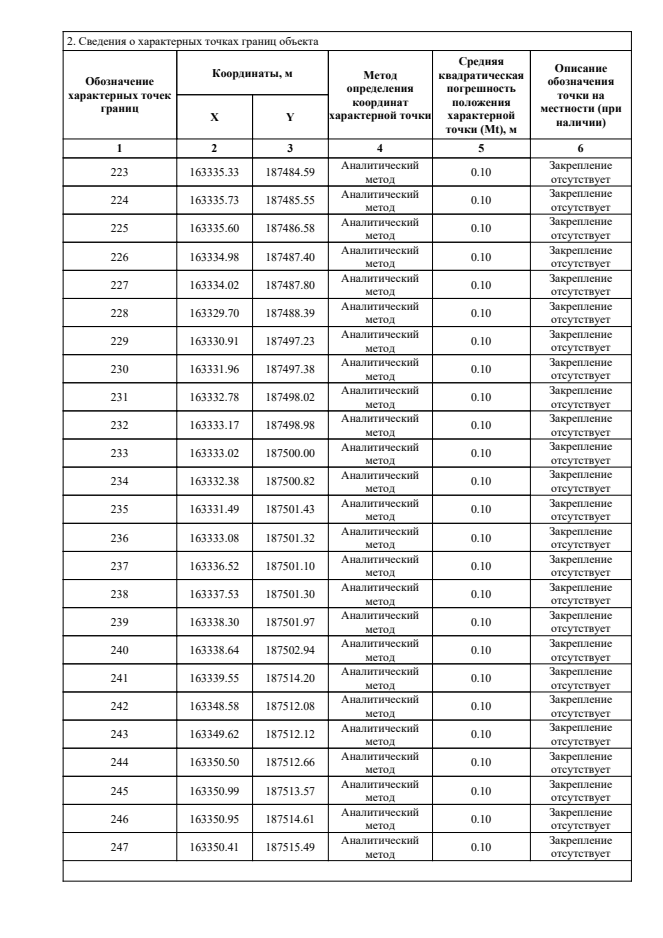 2. Сведения о характерных точках границ объекта
Обозначение характерных точек границ
Координаты, м
Метод определения координат характерной точки
Средняя квадратическая погрешность положения характерной точки (Mt), м
Описание обозначения точки на местности (при наличии)
X Y
1 2 3 4 5 6
223 163335.33 187484.59 Аналитический метод 0.10 Закрепление отсутствует
224 163335.73 187485.55 Аналитический метод 0.10 Закрепление отсутствует
225 163335.60 187486.58 Аналитический метод 0.10 Закрепление отсутствует
226 163334.98 187487.40 Аналитический метод 0.10 Закрепление отсутствует
227 163334.02 187487.80 Аналитический метод 0.10 Закрепление отсутствует
228 163329.70 187488.39 Аналитический метод 0.10 Закрепление отсутствует
229 163330.91 187497.23 Аналитический метод 0.10 Закрепление отсутствует
230 163331.96 187497.38 Аналитический метод 0.10 Закрепление отсутствует
231 163332.78 187498.02 Аналитический метод 0.10 Закрепление отсутствует
232 163333.17 187498.98 Аналитический метод 0.10 Закрепление отсутствует
233 163333.02 187500.00 Аналитический метод 0.10 Закрепление отсутствует
234 163332.38 187500.82 Аналитический метод 0.10 Закрепление отсутствует
235 163331.49 187501.43 Аналитический метод 0.10 Закрепление отсутствует
236 163333.08 187501.32 Аналитический метод 0.10 Закрепление отсутствует
237 163336.52 187501.10 Аналитический метод 0.10 Закрепление отсутствует
238 163337.53 187501.30 Аналитический метод 0.10 Закрепление отсутствует
239 163338.30 187501.97 Аналитический метод 0.10 Закрепление отсутствует
240 163338.64 187502.94 Аналитический метод 0.10 Закрепление отсутствует
241 163339.55 187514.20 Аналитический метод 0.10 Закрепление отсутствует
242 163348.58 187512.08 Аналитический метод 0.10 Закрепление отсутствует
243 163349.62 187512.12 Аналитический метод 0.10 Закрепление отсутствует
244 163350.50 187512.66 Аналитический метод 0.10 Закрепление отсутствует
245 163350.99 187513.57 Аналитический метод 0.10 Закрепление отсутствует
246 163350.95 187514.61 Аналитический метод 0.10 Закрепление отсутствует
247 163350.41 187515.49 Аналитический метод 0.10 Закрепление отсутствует